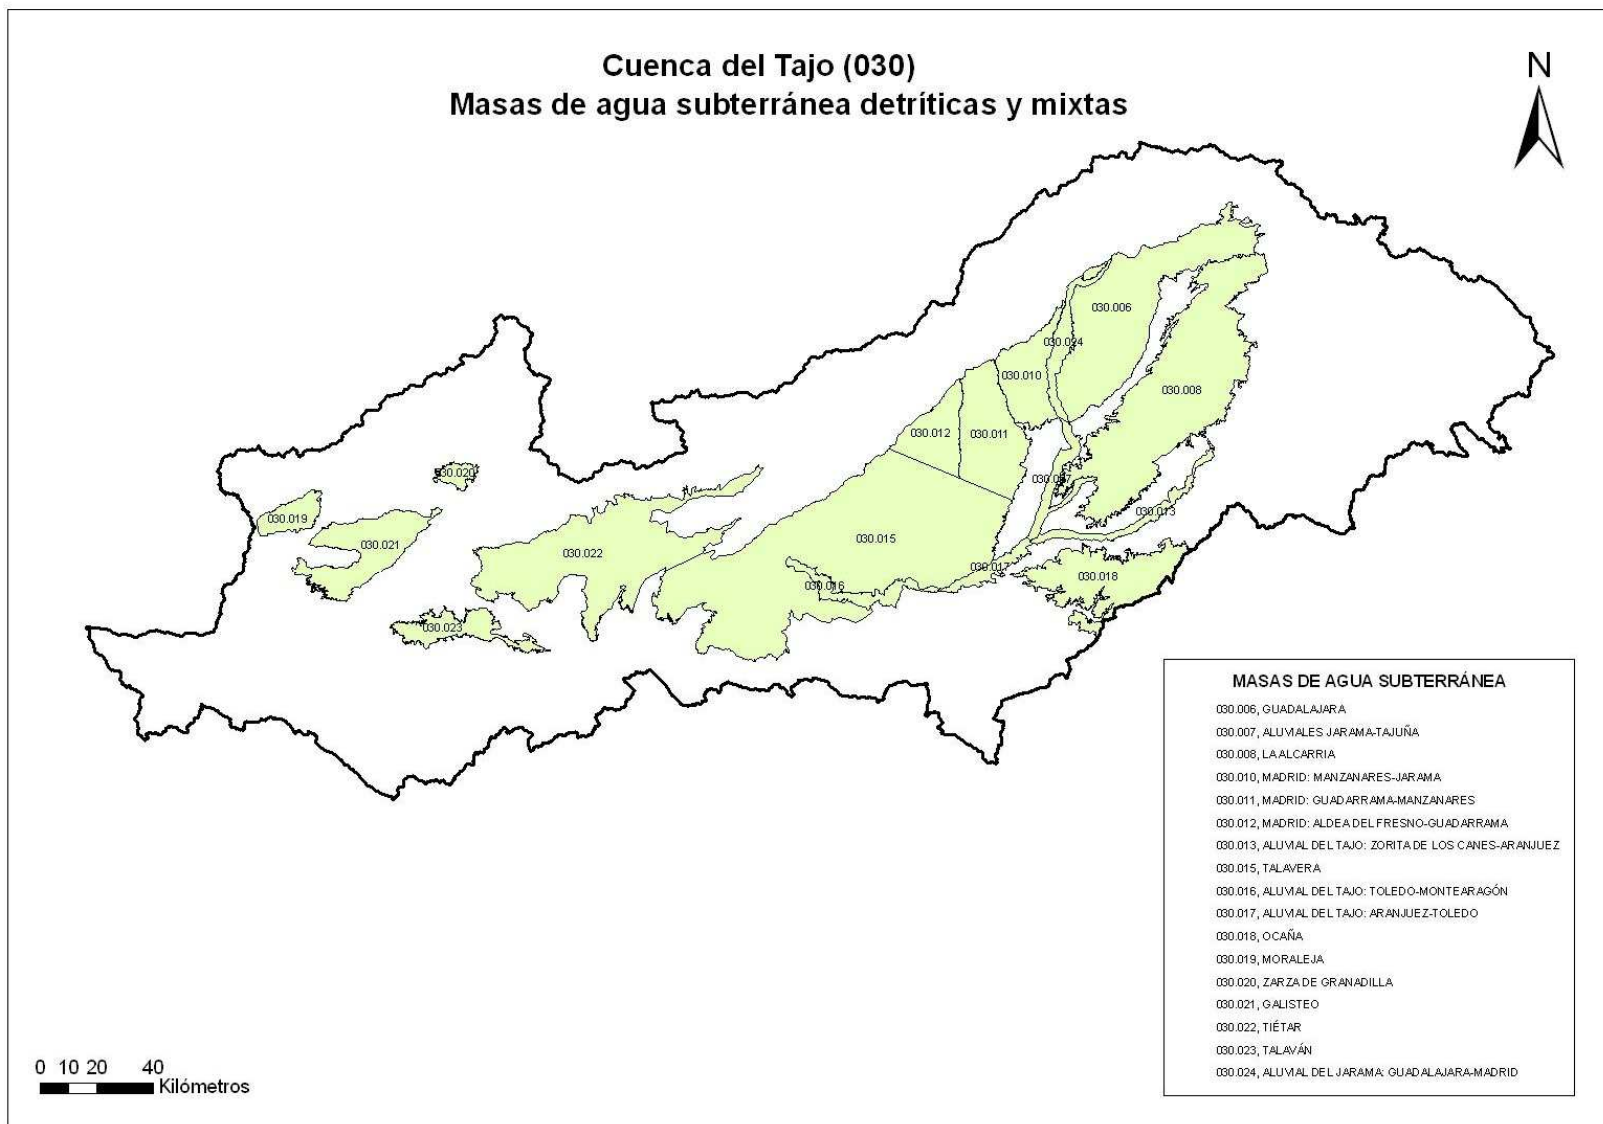 Cuenca del Tajo (030)
Masas de agua subterránea detríticas y mixtas
N
030.006
030.024
030.010
030.008
030.012
030.011
030.020
030.007
030.019
030.013
030.021
030.015
030.022
030.017
030.018
030.016
030.023
MASAS DE AGUA SUBTERRÁNEA
030.006, GUADALAJARA
030.007, ALUVIALES JARAMA-TAJUÑA
030.008, LA ALCARRIA
030.010, MADRID: MANZANARES-JARAMA
030.011, MADRID: GUADARRAMA-MANZANARES
030.012, MADRID: ALDEA DEL FRESNO-GUADARRAMA
030.013, ALUVIAL DEL TAJO: ZORITA DE LOS CANES-ARANJUEZ
030.015, TALAVERA
030.016, ALUVIAL DEL TAJO: TOLEDO-MONTEARAGÓN
030.017, ALUVIAL DEL TAJO: ARANJUEZ-TOLEDO
030.018, OCAÑA
030.019, MORALEJA
030.020, ZARZA DE GRANADILLA
030.021, GALISTEO
030.022, TIÉTAR
030.023, TALAVÁN
030.024, ALUVIAL DEL JARAMA: GUADALAJARA-MADRID
0 10 20 40
Kilómetros